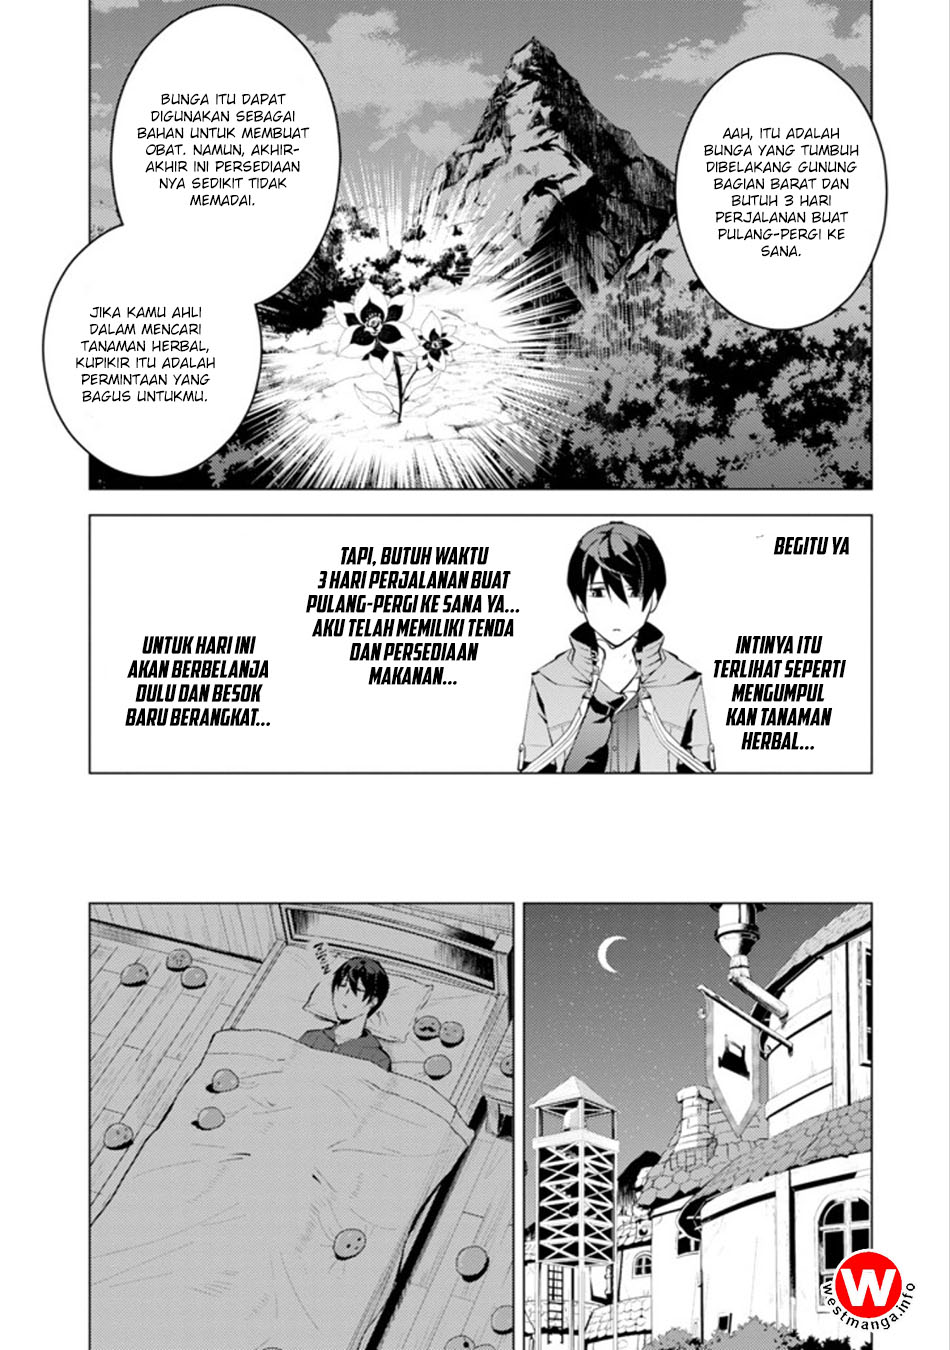 AAH, ITU ADALAH
BUNGA YANG TUMBUH
DIBELAKANG GUNUNG
BAGIAN BARAT DAN
BUTUH 3 HARI
PERJALANAN BUAT
PULANG-PERGI KE
SANA.
BUNGA ITU DAPAT
DIGUNAKAN SEBAGAI
BAHAN UNTUK MEMBUAT
OBAT. NAMUN, AKHIR-
AKHIR INI PERSEDIAAN
NYA SEDIKIT TIDAK
MEMADAI.
JIKA KAMU AHLI
DALAM MENCARI
TANAMAN HERBAL,
KUPIKIR ITU ADALAH
PERMINTAAN YANG
BAGUS UNTUKMU.
BEGITU YA
INTINYA ITU
TERLIHAT SEPERTI
MENGUMPUL
KAN TANAMAN
HERBAL...
TAPI, BUTUH WAKTU
3 HARI PERJALANAN BUAT
PULANG-PERGI KE SANA YA...
AKU TELAH MEMILIKI TENDA
DAN PERSEDIAAN
MAKANAN...
UNTUK HARI INI
AKAN BERBELANJA
DULU DAN BESOK
BARU BERANGKAT...
W
westmanga.info